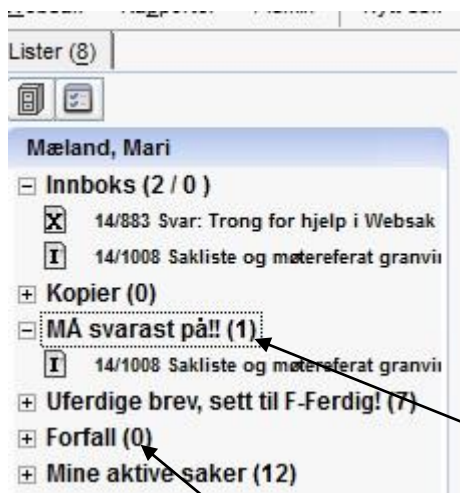 Lister (8)
Mæland, Mari
Innboks (2 / 0 )
X 14/883 Svar: Trong for hjelp i Websak
I 14/1008 Sakliste og møtereferat granvin
Kopier (0)
MÅ svarast på!! (1)
I 14/1008 Sakliste og møtereferat granvin
Uferdige brev, sett til F-Ferdig! (7)
Forfall (0)
Mine aktive saker (12)